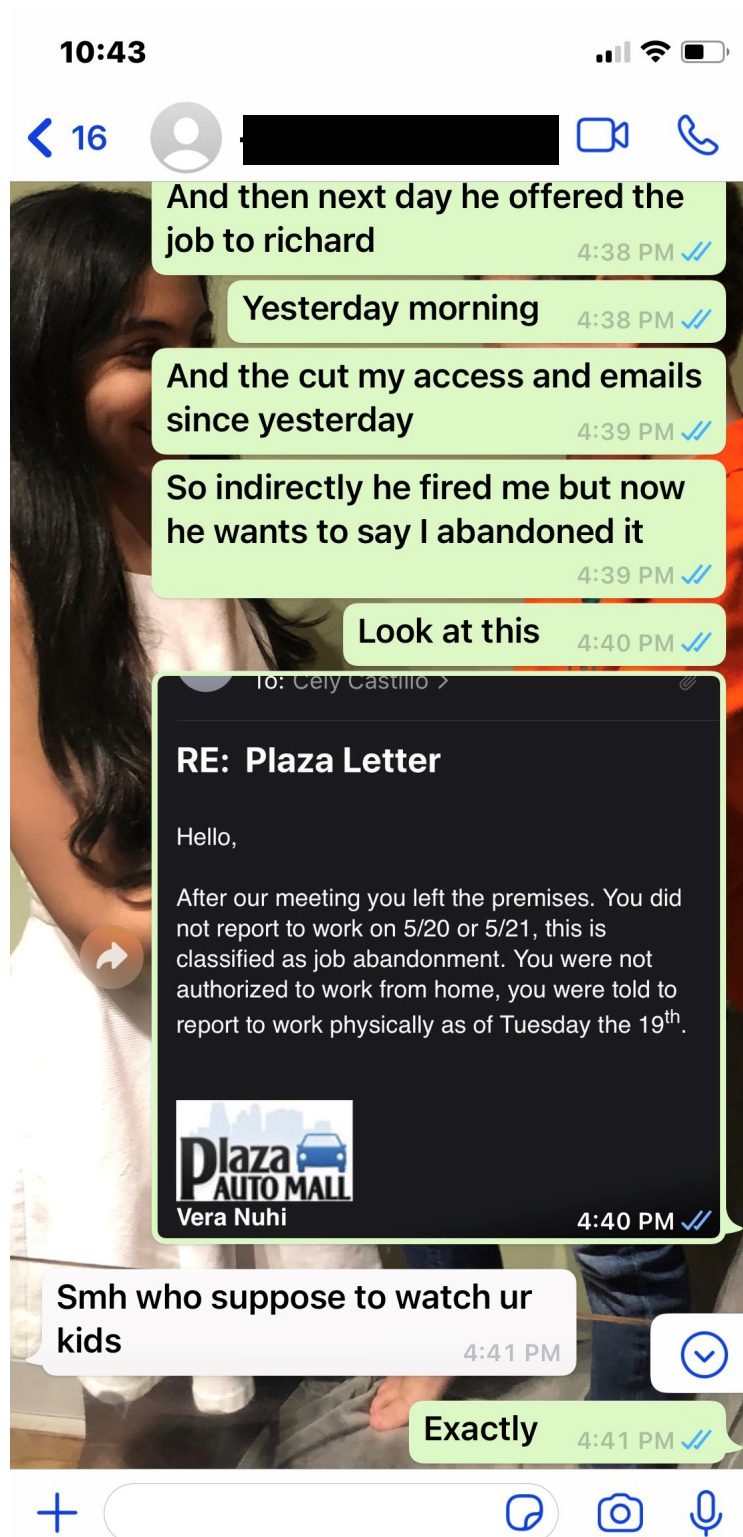 10:43
16
And then next day he offered the
job to richard
4:38 PM
Yesterday morning
4:38 PM
And the cut my access and emails
since yesterday
4:39 PM
So indirectly he fired me but now
he wants to say I abandoned it
4:39 PM
Look at this
4:40 PM
To: Cely Castillo >
RE: Plaza Letter
Hello,
After our meeting you left the premises. You did
not report to work on 5/20 or 5/21, this is
classified as job abandonment. You were not
authorized to work from home, you were told to
report to work physically as of Tuesday the 19th.
Plaza
AUTO MALL
Vera Nuhi
4:40 PM
Smh who suppose to watch ur
kids
4:41 PM
Exactly
4:41 PM